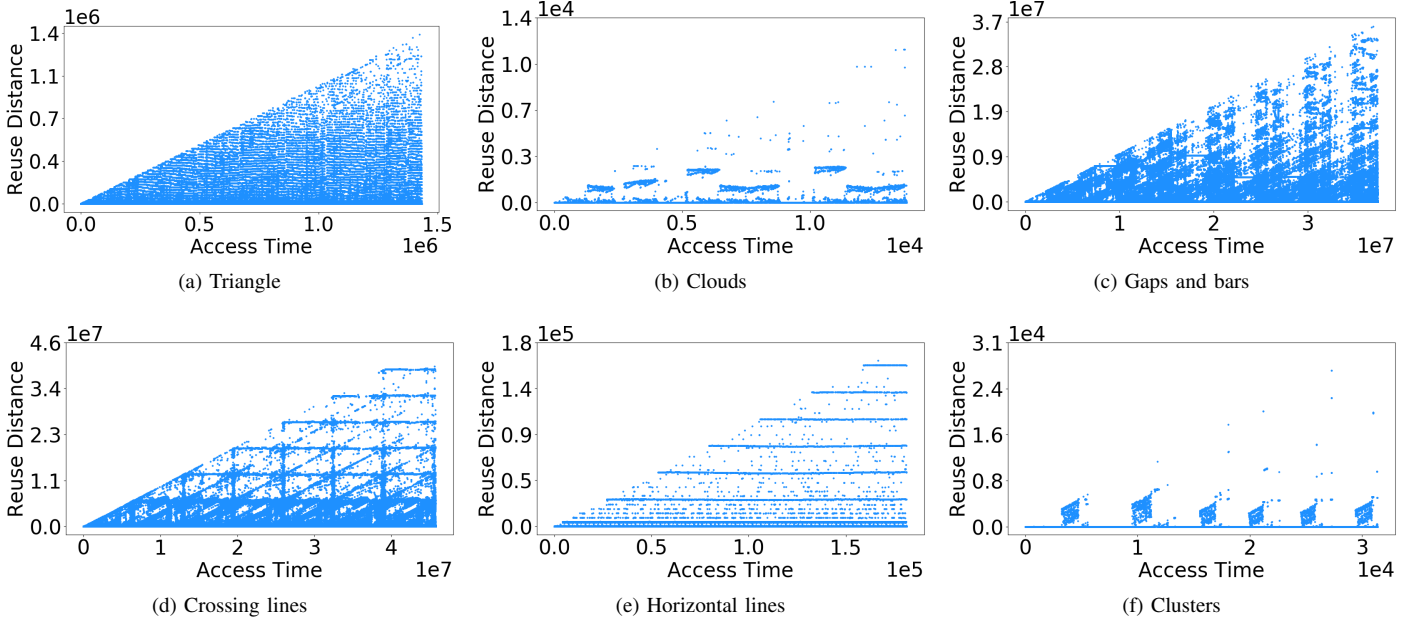 1e6
1.4
1.1
0.7
0.4
0.0
Reuse Distance
0.0 0.5 1.0 1.5
Access Time 1e6
(a) Triangle
1e4
1.4
1.0
0.7
0.3
0.0
Reuse Distance
0.0 0.5 1.0
Access Time 1e4
(b) Clouds
1e7
3.7
2.8
1.9
0.9
0.0
Reuse Distance
0 1 2 3
Access Time 1e7
(c) Gaps and bars
1e7
4.6
3.4
2.3
1.1
0.0
Reuse Distance
0 1 2 3 4
Access Time 1e7
(d) Crossing lines
1e5
1.8
1.4
0.9
0.5
0.0
Reuse Distance
0.0 0.5 1.0 1.5
Access Time 1e5
(e) Horizontal lines
1e4
3.1
2.4
1.6
0.8
0.0
Reuse Distance
0 1 2 3
Access Time 1e4
(f) Clusters